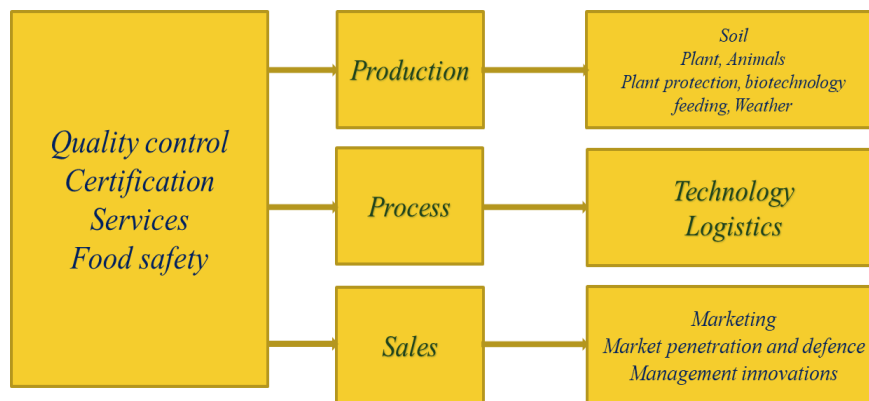 Quality control
Certification
Services
Food safety
Production
Soil
Plant, Animals
Plant protection, biotechnology
feeding, Weather
Process
Technology
Logistics
Sales
Marketing
Market penetration and defence
Management innovations